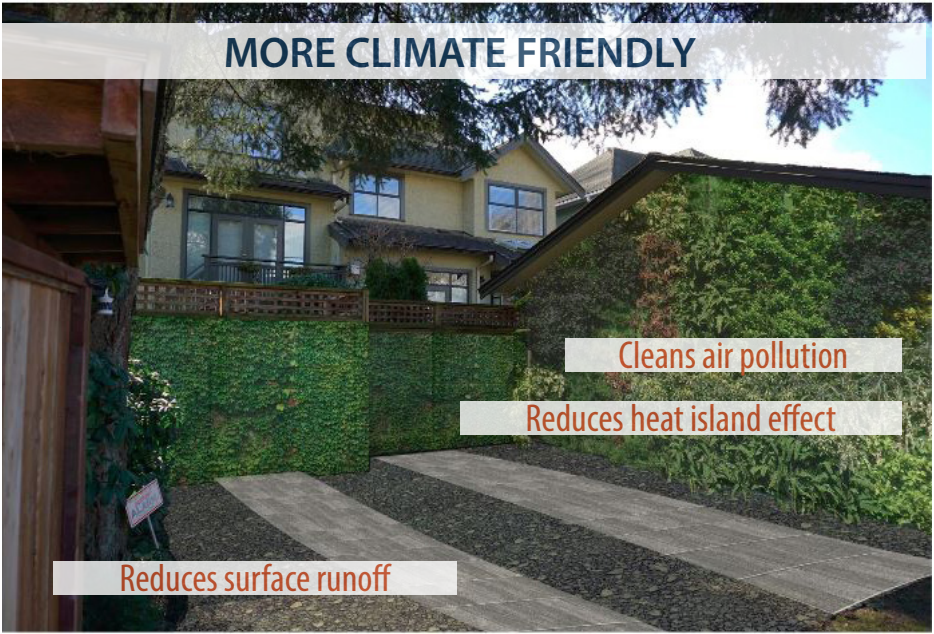 MORE CLIMATE FRIENDLY
Cleans air pollution
Reduces heat island effect
Reduces surface runoff